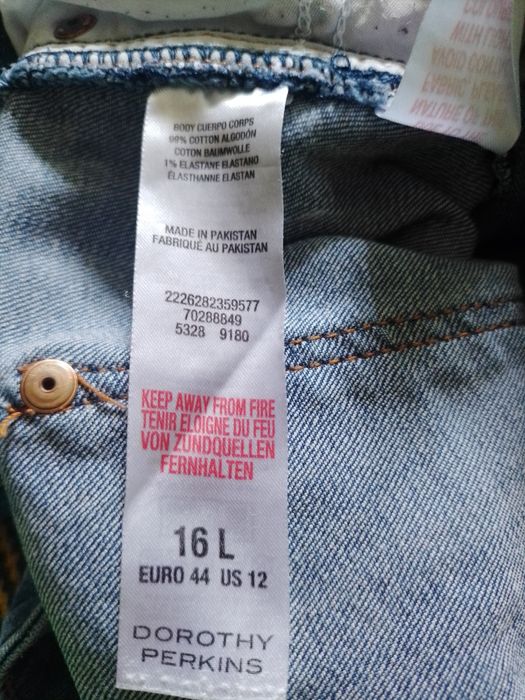 BODY CUERPO CORPS
99% COTTON ALGODÓN
COTON BAUMWOLLE
1% ELASTANE ELASTANO
ÉLASTHANNE ELASTAN
MADE IN PAKISTAN
FABRIQUÉ AU PAKISTAN
2226282359577
70288849
5328 9180
KEEP AWAY FROM FIRE
TENIR ELOIGNE DU FEU
VON ZUNDQUELLEN
FERNHALTEN
16 L
EURO 44 US 12
DOROTHY
PERKINS